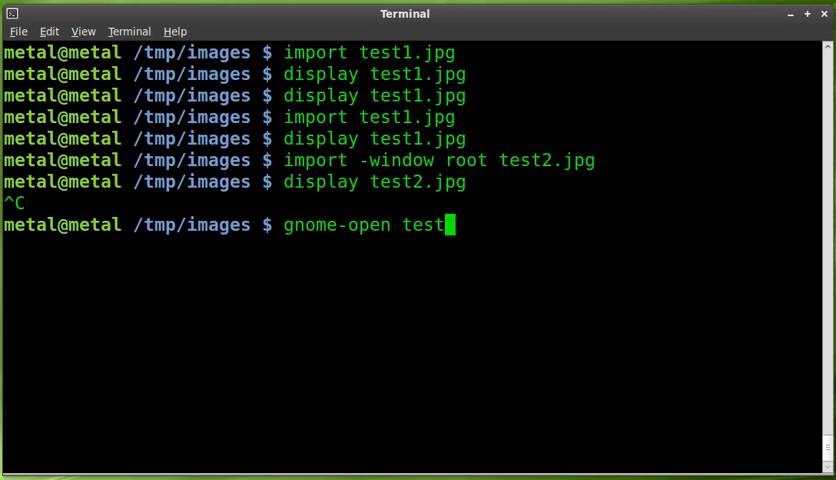 Terminal
File Edit View Terminal Help
metal@metal /tmp/images $ import test1.jpg
metal@metal /tmp/images $ display test1.jpg
metal@metal /tmp/images $ display test1.jpg
metal@metal /tmp/images $ import test1.jpg
metal@metal /tmp/images $ display test1.jpg
metal@metal /tmp/images $ import -window root test2.jpg
metal@metal /tmp/images $ display test2.jpg
^C
metal@metal /tmp/images $ gnome-open test